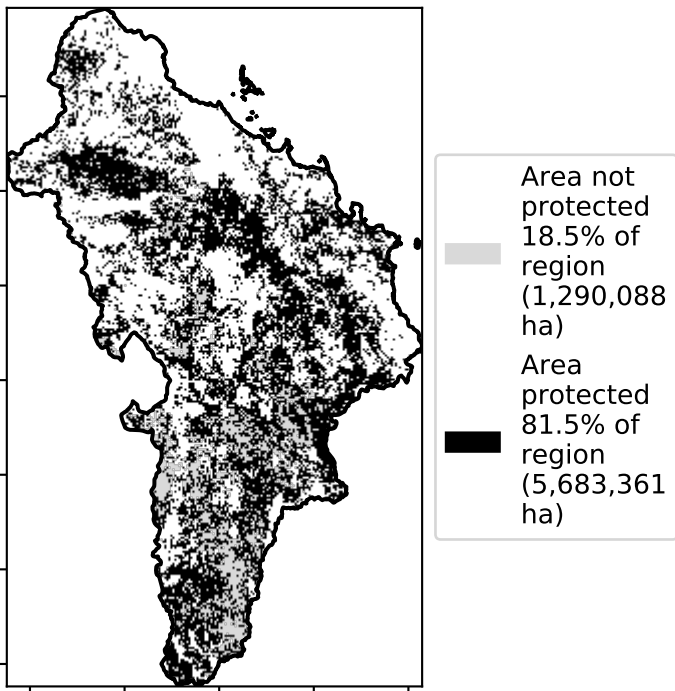 Area not
protected
18.5% of
region
(1,290,088
ha)
Area
protected
81.5% of
region
(5,683,361
ha)